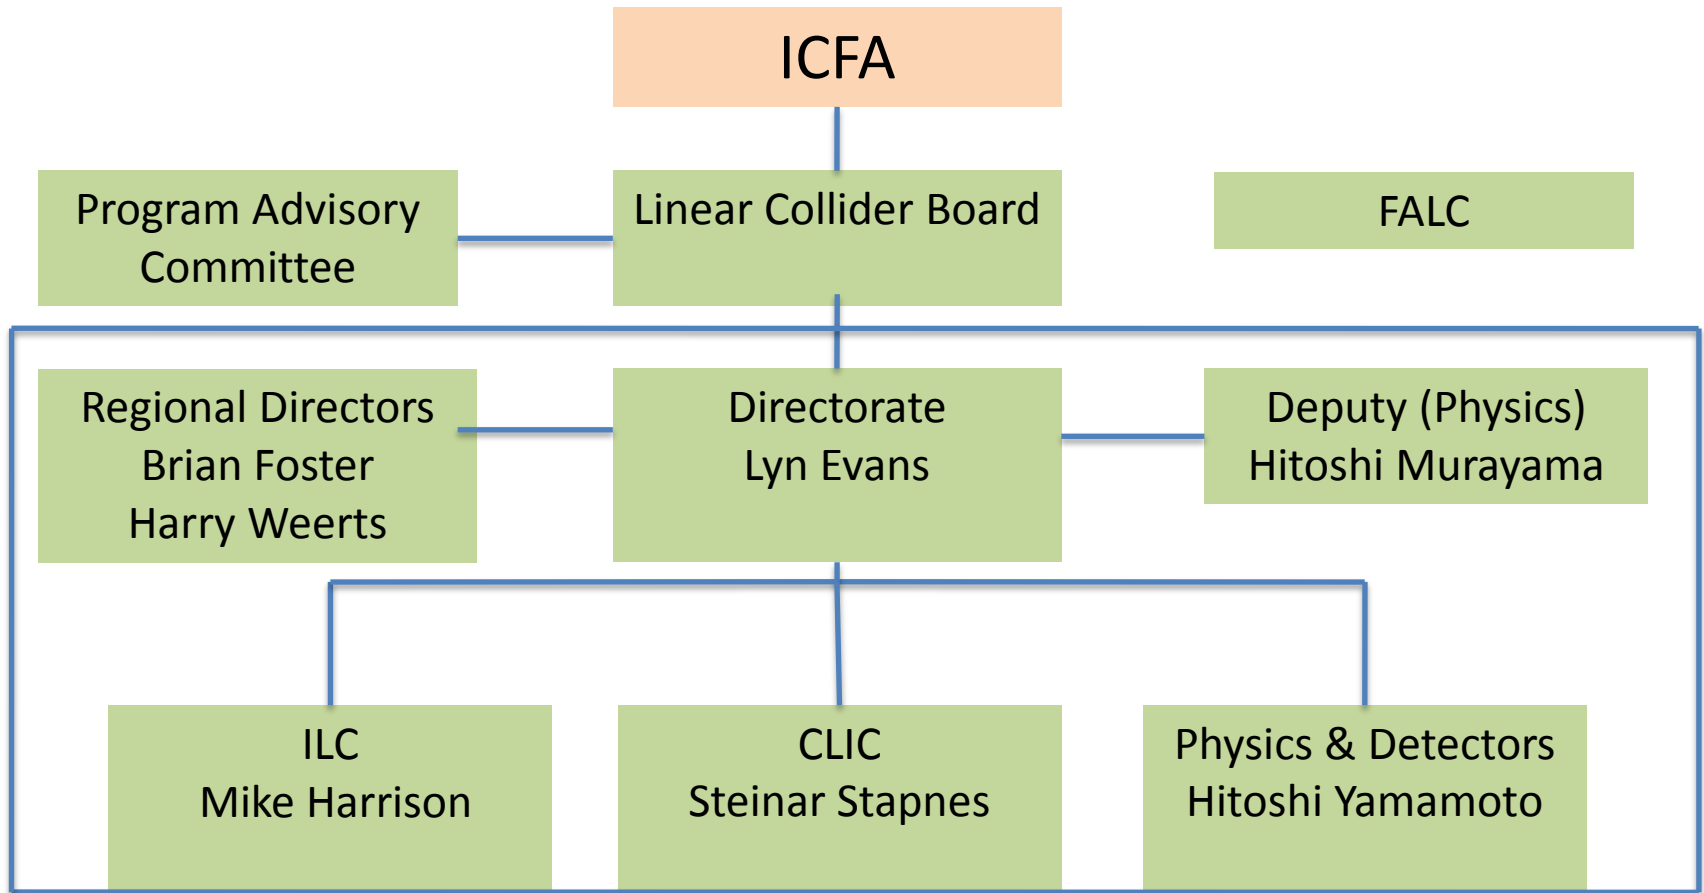 ICFA
Program Advisory
Committee
Linear Collider Board
FALC
Regional Directors
Brian Foster
Harry Weerts
Directorate
Lyn Evans
Deputy (Physics)
Hitoshi Murayama
ILC
Mike Harrison
CLIC
Steinar Stapnes
Physics & Detectors
Hitoshi Yamamoto